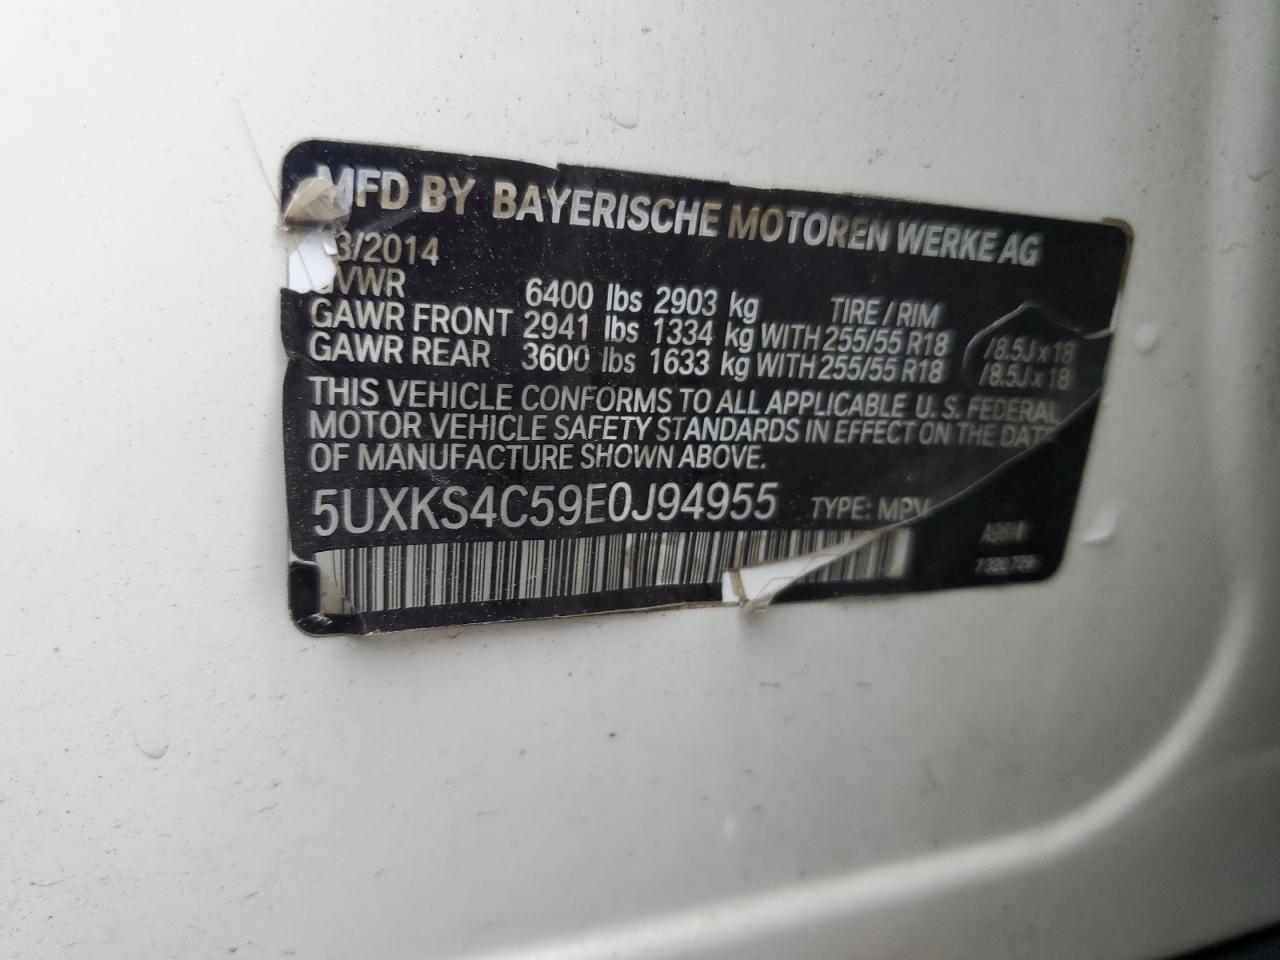 MFD BY BAYERISCHE MOTOREN WERKE AG
3/2014
GVWR 6400 lbs 2903 kg TIRE / RIM
GAWR FRONT 2941 lbs 1334 kg WITH 255/55 R18 /8.5J x 18
GAWR REAR 3600 lbs 1633 kg WITH 255/55 R18 /8.5J x 18
THIS VEHICLE CONFORMS TO ALL APPLICABLE U. S. FEDERAL
MOTOR VEHICLE SAFETY STANDARDS IN EFFECT ON THE DATE
OF MANUFACTURE SHOWN ABOVE.
5UXKS4C59E0J94955 TYPE: MPV